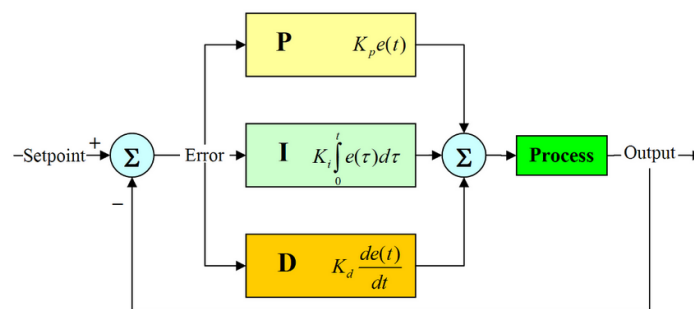 P K_p e(t)
Setpoint + Σ Error I K_i ∫_0^t e(τ)dτ Σ Process Output
−
D K_d de(t)/dt